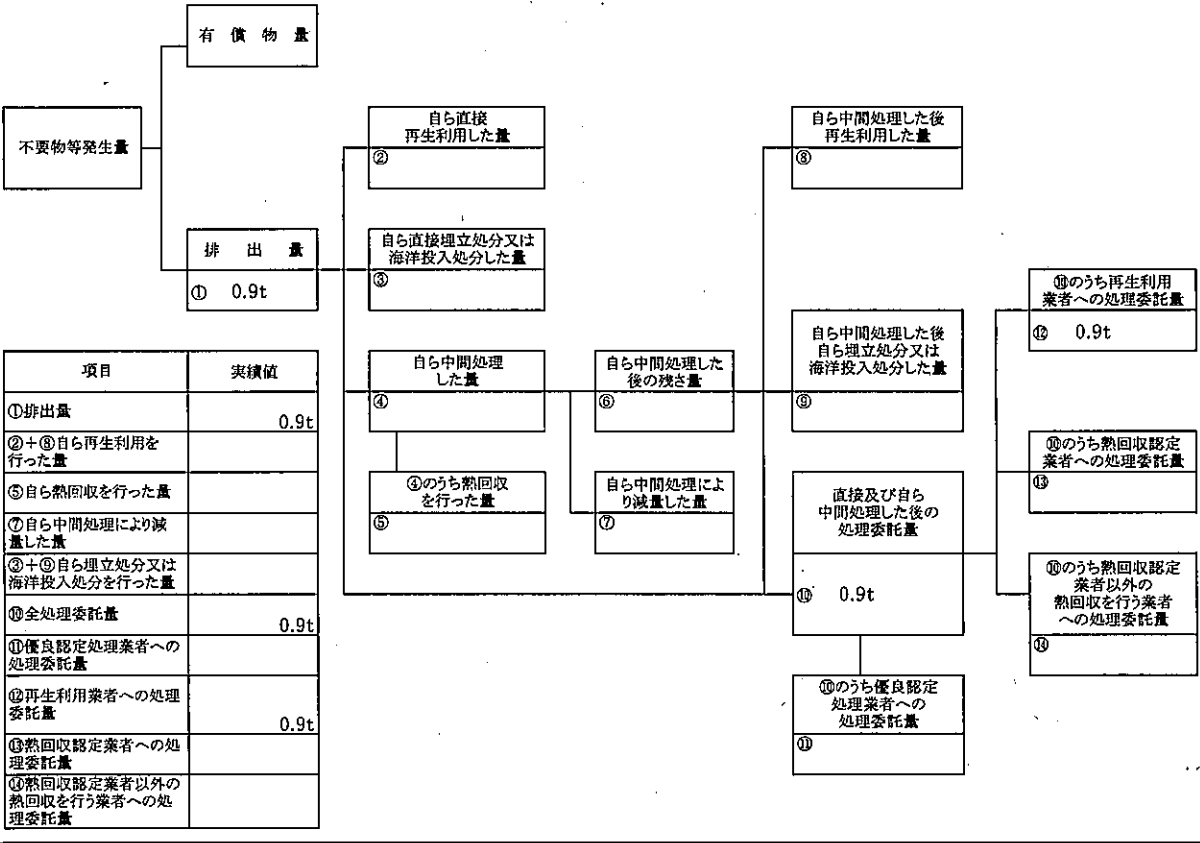 有償物量
不要物等発生量
排出量
① 0.9t
自ら直接
再生利用した量
②
自ら直接埋立処分又は
海洋投入処分した量
③
自ら中間処理
した量
④
④のうち熱回収
を行った量
⑤
自ら中間処理した
後の残さ量
⑥
自ら中間処理によ
り減量した量
⑦
自ら中間処理した後
再生利用した量
⑧
自ら中間処理した後
自ら埋立処分又は
海洋投入処分した量
⑨
直接及び自ら
中間処理した後の
処理委託量
⑩ 0.9t
⑩のうち優良認定
処理業者への
処理委託量
⑪
⑩のうち再生利用
業者への処理委託量
⑫ 0.9t
⑩のうち熱回収認定
業者への処理委託量
⑬
⑩のうち熱回収認定
業者以外の
熱回収を行う業者
への処理委託量
⑭
項目 実績値
①排出量
0.9t
②+⑧自ら再生利用を
行った量
⑤自ら熱回収を行った量
⑦自ら中間処理により減
量した量
③+⑨自ら埋立処分又は
海洋投入処分を行った量
⑩全処理委託量
0.9t
⑪優良認定処理業者への
処理委託量
⑫再生利用業者への処理
委託量
0.9t
⑬熱回収認定業者への処
理委託量
⑭熱回収認定業者以外の
熱回収を行う業者への処
理委託量